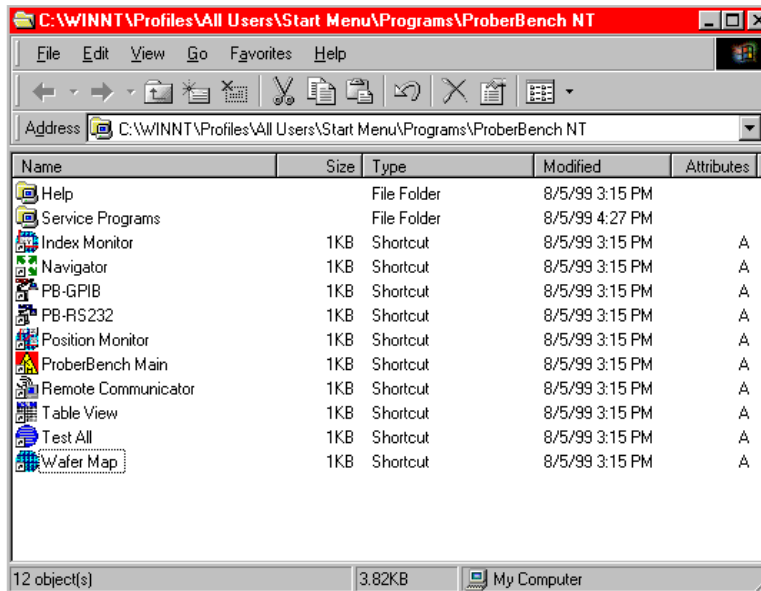 C:\WINNT\Profiles\All Users\Start Menu\Programs\ProberBench NT
File Edit View Go Favorites Help
Address C:\WINNT\Profiles\All Users\Start Menu\Programs\ProberBench NT
Name Size Type Modified Attributes
Help File Folder 8/5/99 3:15 PM
Service Programs File Folder 8/5/99 4:27 PM
Index Monitor 1KB Shortcut 8/5/99 3:15 PM A
Navigator 1KB Shortcut 8/5/99 3:15 PM A
PB-GPIB 1KB Shortcut 8/5/99 3:15 PM A
PB-RS232 1KB Shortcut 8/5/99 3:15 PM A
Position Monitor 1KB Shortcut 8/5/99 3:15 PM A
ProberBench Main 1KB Shortcut 8/5/99 3:15 PM A
Remote Communicator 1KB Shortcut 8/5/99 3:15 PM A
Table View 1KB Shortcut 8/5/99 3:15 PM A
Test All 1KB Shortcut 8/5/99 3:15 PM A
Wafer Map 1KB Shortcut 8/5/99 3:15 PM A
12 object(s) 3.82KB My Computer